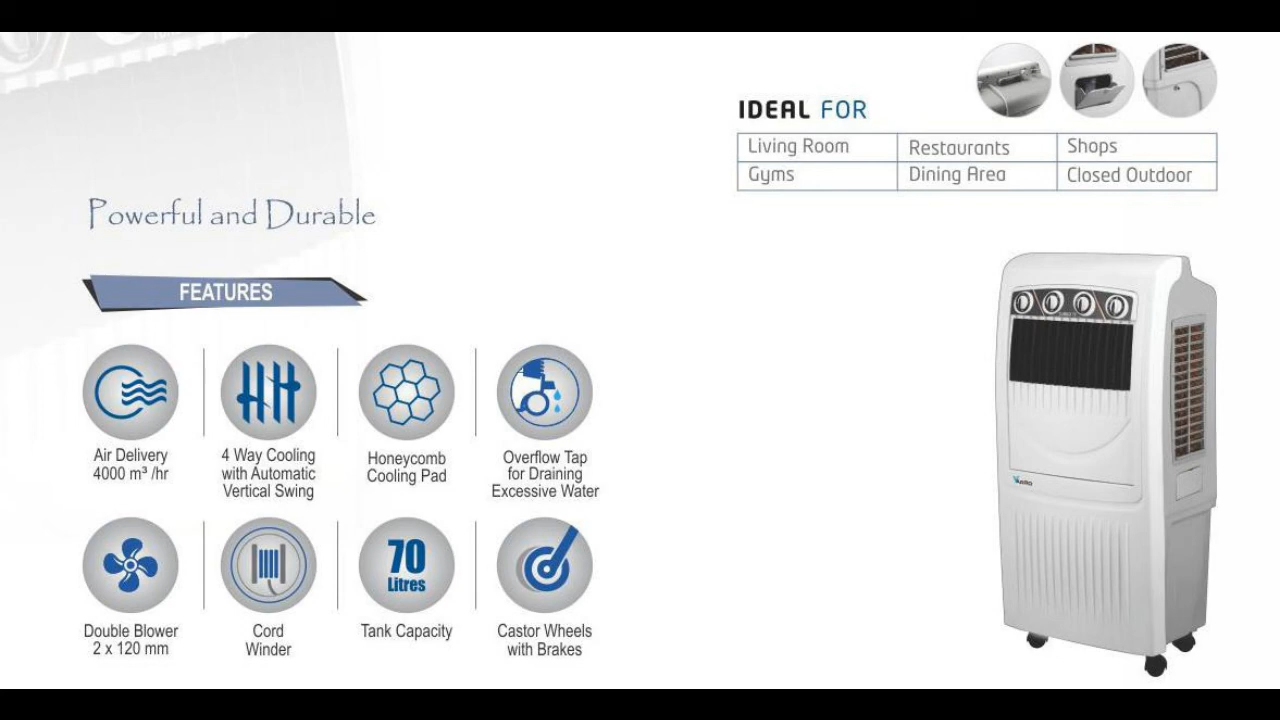 IDEAL FOR
Living Room
Restaurants
Shops
Gyms
Dining Area
Closed Outdoor
Powerful and Durable
FEATURES
Air Delivery
4000 m³ /hr
4 Way Cooling
with Automatic
Vertical Swing
Honeycomb
Cooling Pad
Overflow Tap
for Draining
Excessive Water
70
Litres
Double Blower
2 x 120 mm
Cord
Winder
Tank Capacity
Castor Wheels
with Brakes